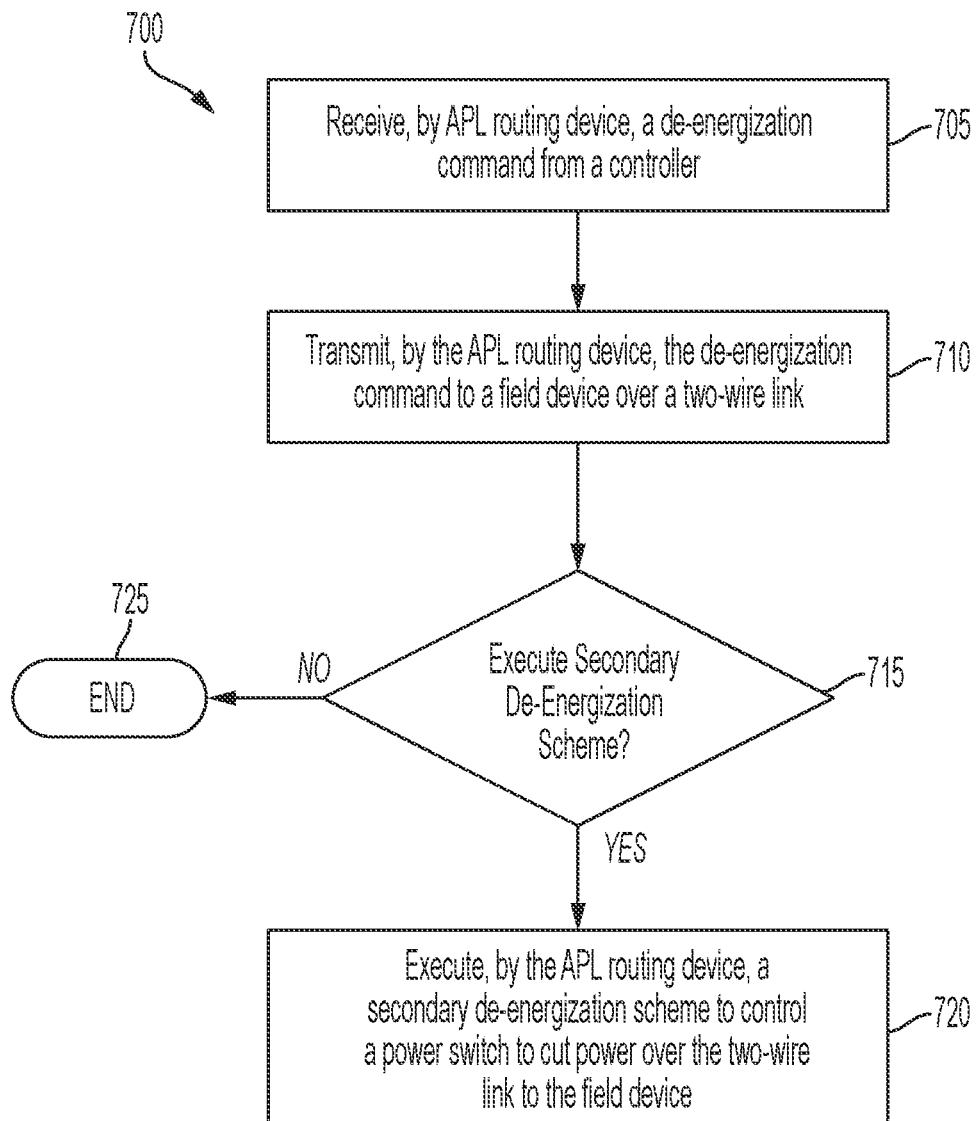 700
Receive, by APL routing device, a de-energization
command from a controller
705
Transmit, by the APL routing device, the de-energization
command to a field device over a two-wire link
710
725
END
NO
Execute Secondary
De-Energization
Scheme?
715
YES
Execute, by the APL routing device, a
secondary de-energization scheme to control
a power switch to cut power over the two-wire
link to the field device
720